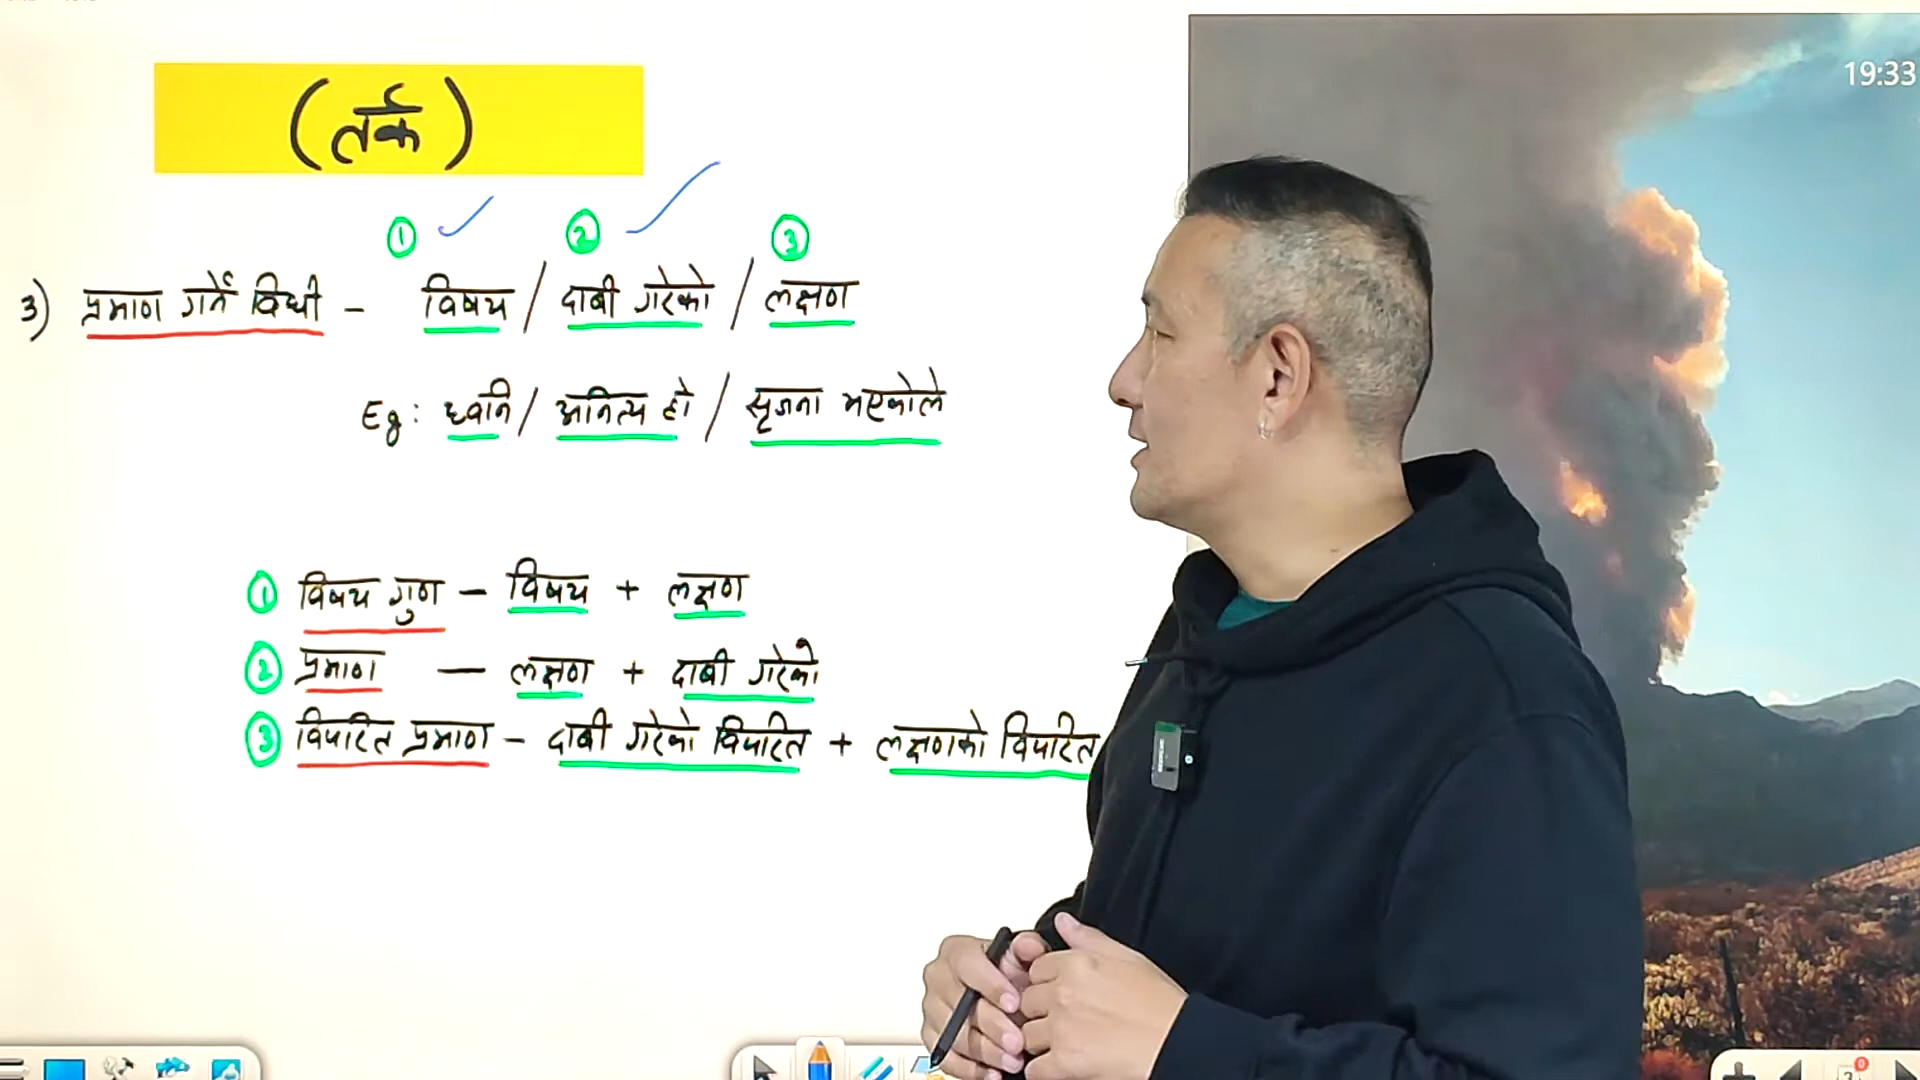 (तर्क)
19:33
① ② ③
3) प्रमाण गर्ने विधी - विषय / दाबी गरेको / लक्षण
Eg: ध्वनि / अनित्य हो / सृजना भएकोले
① विषय गुण - विषय + लक्षण
② प्रमाण - लक्षण + दाबी गरेको
③ विपरित प्रमाण - दाबी गरेको विपरित + लक्षणको विपरित